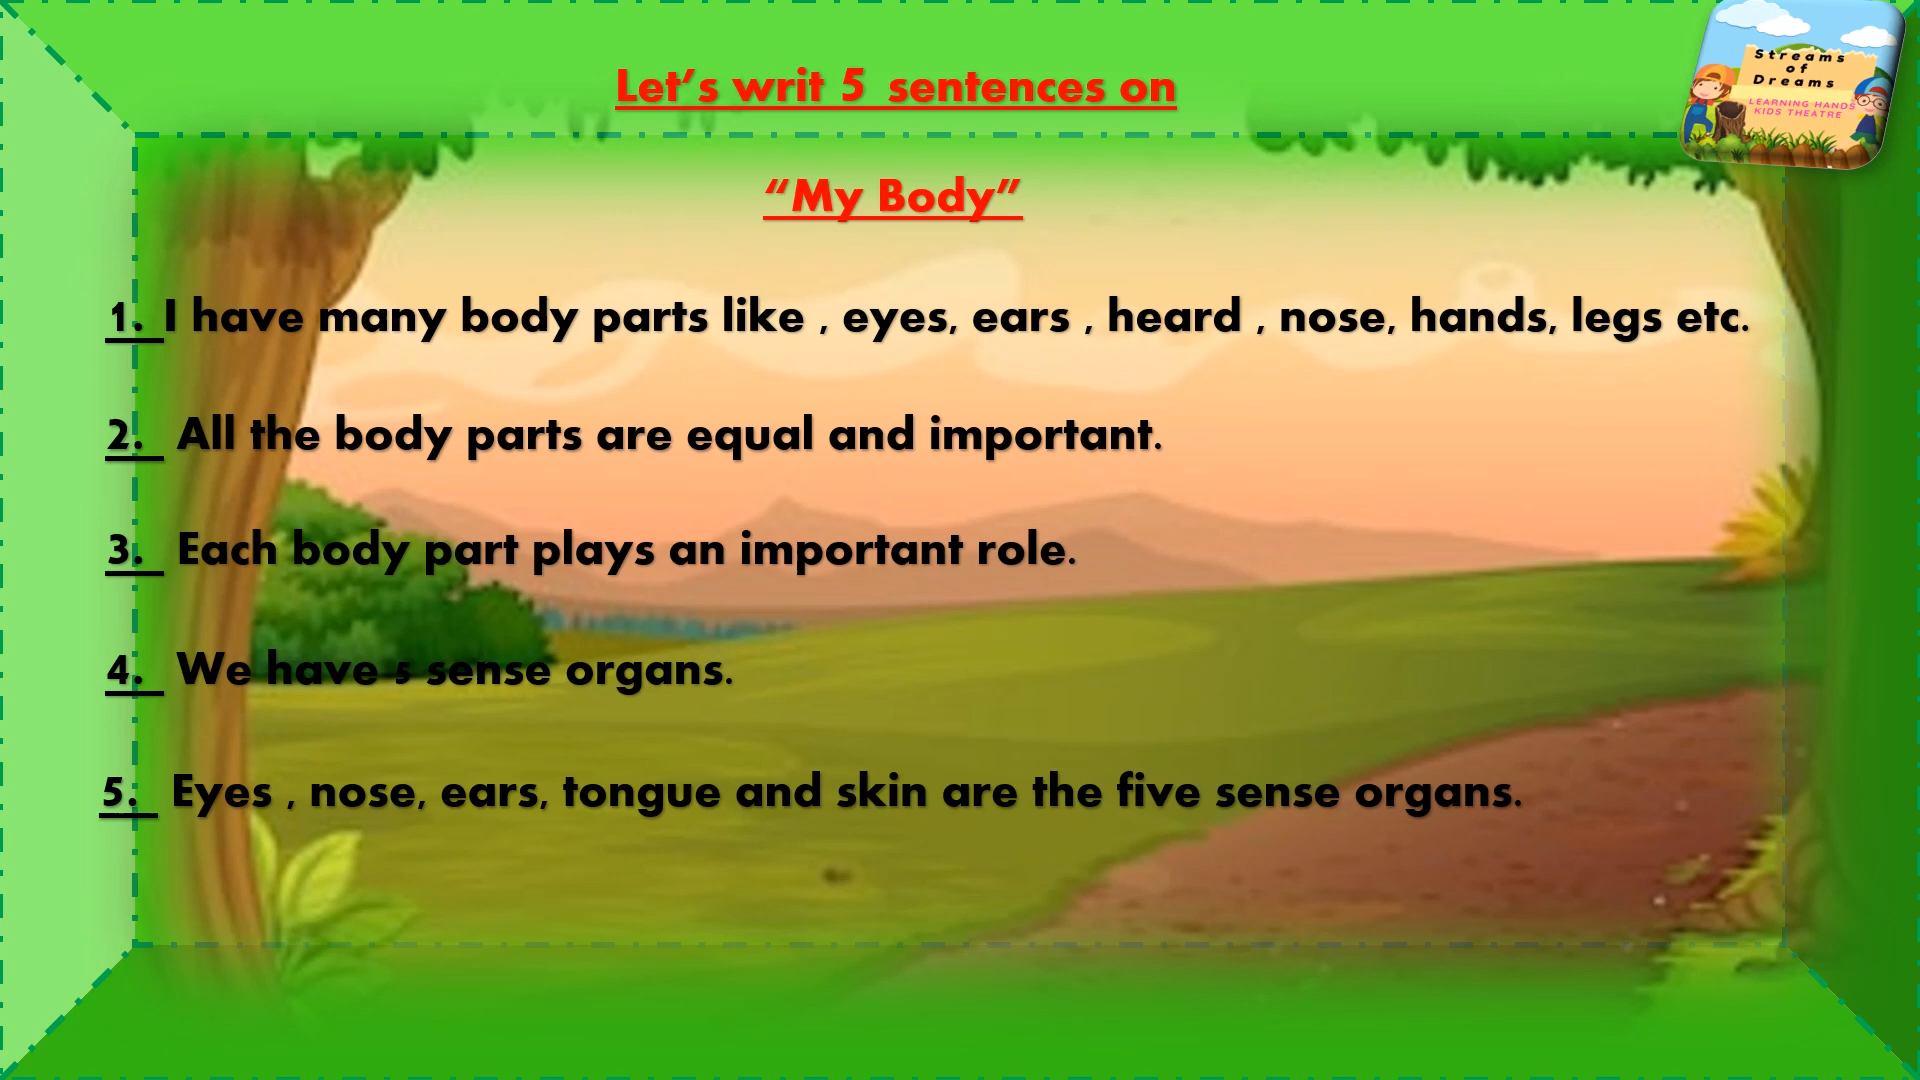 Let’s writ 5 sentences on
“My Body”
1. I have many body parts like , eyes, ears , heard , nose, hands, legs etc.
2. All the body parts are equal and important.
3. Each body part plays an important role.
4. We have 5 sense organs.
5. Eyes , nose, ears, tongue and skin are the five sense organs.
Streams
of
Dreams
LEARNING HANDS
KIDS THEATRE